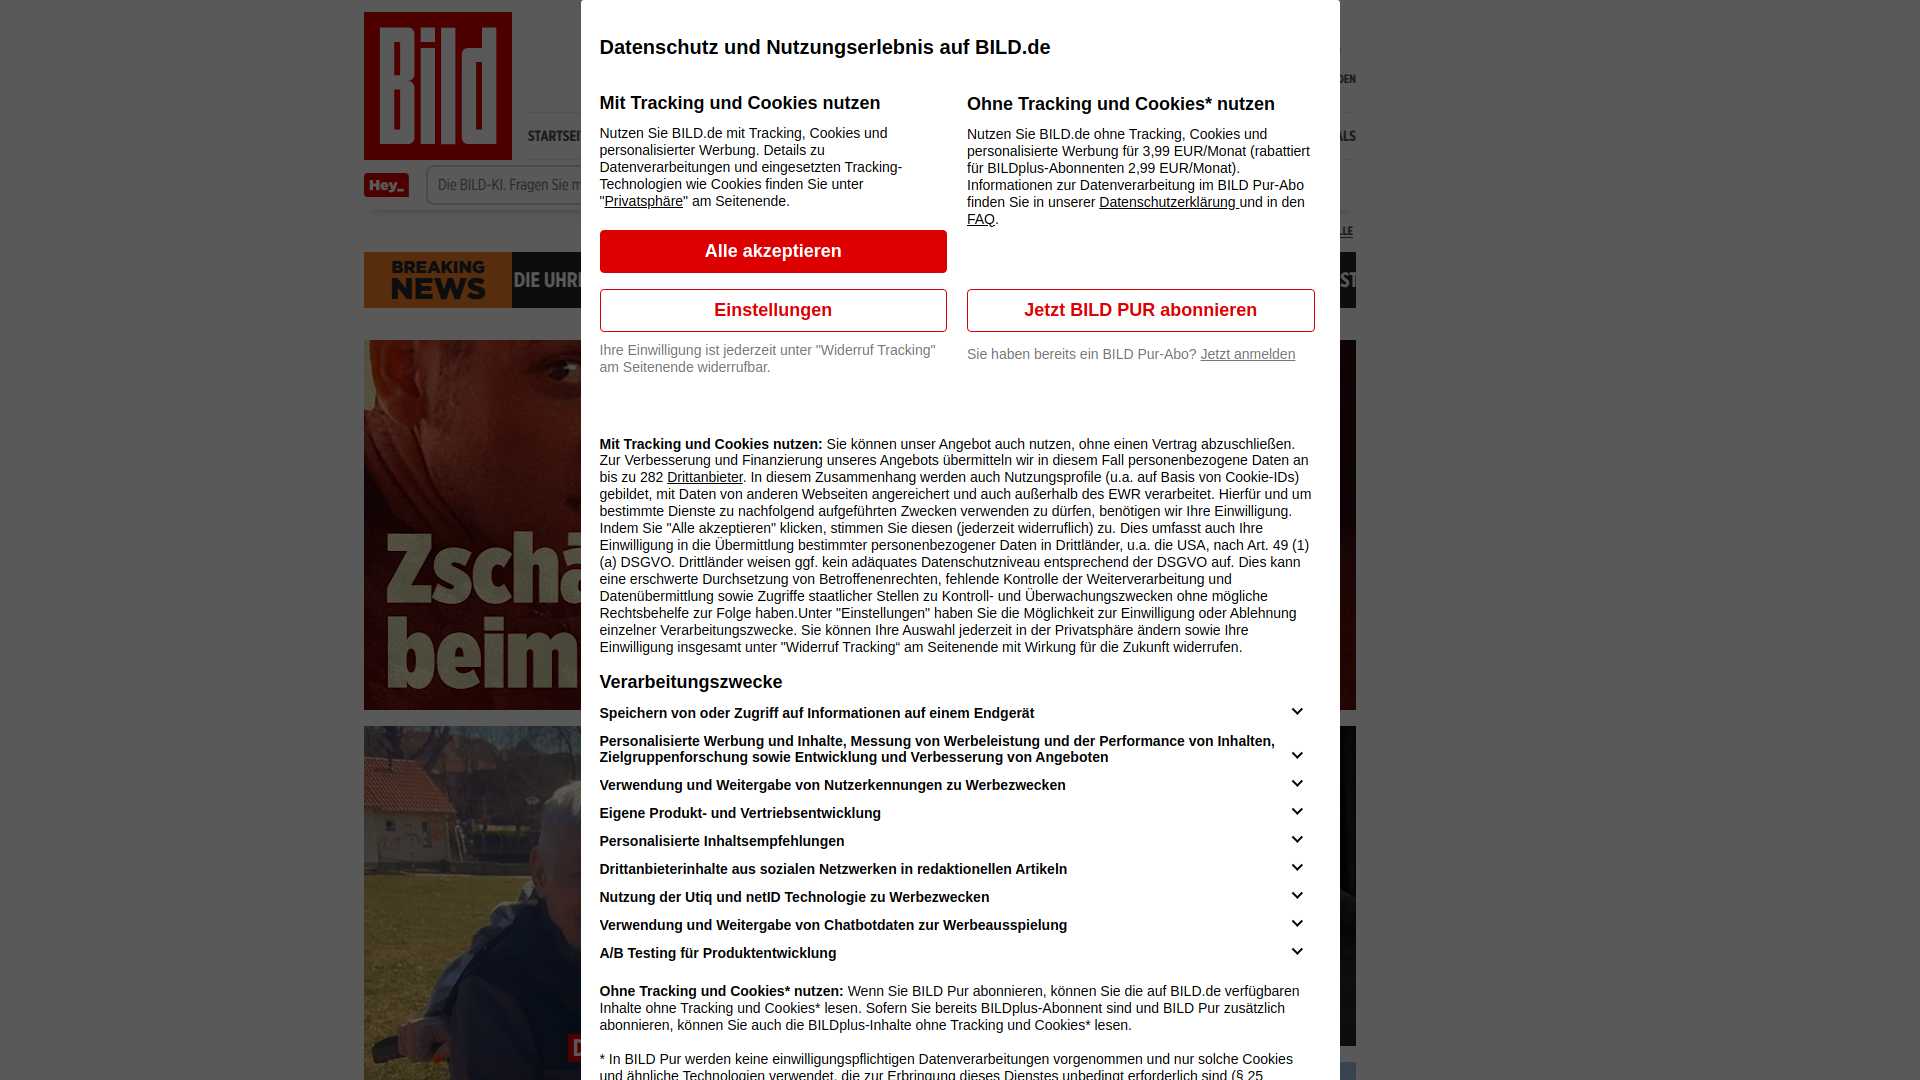 Bild
STARTSEI
Hey_
Die BILD-KI. Fragen Sie m
BREAKING
NEWS
DIE UHR
Zschä
beim
D
DEN
ALS
LLE
ST
Datenschutz und Nutzungserlebnis auf BILD.de
Mit Tracking und Cookies nutzen
Nutzen Sie BILD.de mit Tracking, Cookies und
personalisierter Werbung. Details zu
Datenverarbeitungen und eingesetzten Tracking-
Technologien wie Cookies finden Sie unter
"Privatsphäre" am Seitenende.
Alle akzeptieren
Einstellungen
Ihre Einwilligung ist jederzeit unter "Widerruf Tracking"
am Seitenende widerrufbar.
Ohne Tracking und Cookies* nutzen
Nutzen Sie BILD.de ohne Tracking, Cookies und
personalisierte Werbung für 3,99 EUR/Monat (rabattiert
für BILDplus-Abonnenten 2,99 EUR/Monat).
Informationen zur Datenverarbeitung im BILD Pur-Abo
finden Sie in unserer Datenschutzerklärung und in den
FAQ.
Jetzt BILD PUR abonnieren
Sie haben bereits ein BILD Pur-Abo? Jetzt anmelden
Mit Tracking und Cookies nutzen: Sie können unser Angebot auch nutzen, ohne einen Vertrag abzuschließen.
Zur Verbesserung und Finanzierung unseres Angebots übermitteln wir in diesem Fall personenbezogene Daten an
bis zu 282 Drittanbieter. In diesem Zusammenhang werden auch Nutzungsprofile (u.a. auf Basis von Cookie-IDs)
gebildet, mit Daten von anderen Webseiten angereichert und auch außerhalb des EWR verarbeitet. Hierfür und um
bestimmte Dienste zu nachfolgend aufgeführten Zwecken verwenden zu dürfen, benötigen wir Ihre Einwilligung.
Indem Sie "Alle akzeptieren" klicken, stimmen Sie diesen (jederzeit widerruflich) zu. Dies umfasst auch Ihre
Einwilligung in die Übermittlung bestimmter personenbezogener Daten in Drittländer, u.a. die USA, nach Art. 49 (1)
(a) DSGVO. Drittländer weisen ggf. kein adäquates Datenschutzniveau entsprechend der DSGVO auf. Dies kann
eine erschwerte Durchsetzung von Betroffenenrechten, fehlende Kontrolle der Weiterverarbeitung und
Datenübermittlung sowie Zugriffe staatlicher Stellen zu Kontroll- und Überwachungszwecken ohne mögliche
Rechtsbehelfe zur Folge haben.Unter "Einstellungen" haben Sie die Möglichkeit zur Einwilligung oder Ablehnung
einzelner Verarbeitungszwecke. Sie können Ihre Auswahl jederzeit in der Privatsphäre ändern sowie Ihre
Einwilligung insgesamt unter "Widerruf Tracking“ am Seitenende mit Wirkung für die Zukunft widerrufen.
Verarbeitungszwecke
Speichern von oder Zugriff auf Informationen auf einem Endgerät
Personalisierte Werbung und Inhalte, Messung von Werbeleistung und der Performance von Inhalten,
Zielgruppenforschung sowie Entwicklung und Verbesserung von Angeboten
Verwendung und Weitergabe von Nutzerkennungen zu Werbezwecken
Eigene Produkt- und Vertriebsentwicklung
Personalisierte Inhaltsempfehlungen
Drittanbieterinhalte aus sozialen Netzwerken in redaktionellen Artikeln
Nutzung der Utiq und netID Technologie zu Werbezwecken
Verwendung und Weitergabe von Chatbotdaten zur Werbeausspielung
A/B Testing für Produktentwicklung
Ohne Tracking und Cookies* nutzen: Wenn Sie BILD Pur abonnieren, können Sie die auf BILD.de verfügbaren
Inhalte ohne Tracking und Cookies* lesen. Sofern Sie bereits BILDplus-Abonnent sind und BILD Pur zusätzlich
abonnieren, können Sie auch die BILDplus-Inhalte ohne Tracking und Cookies* lesen.
* In BILD Pur werden keine einwilligungspflichtigen Datenverarbeitungen vorgenommen und nur solche Cookies
und ähnliche Technologien verwendet, die zur Erbringung dieses Dienstes unbedingt erforderlich sind (§ 25